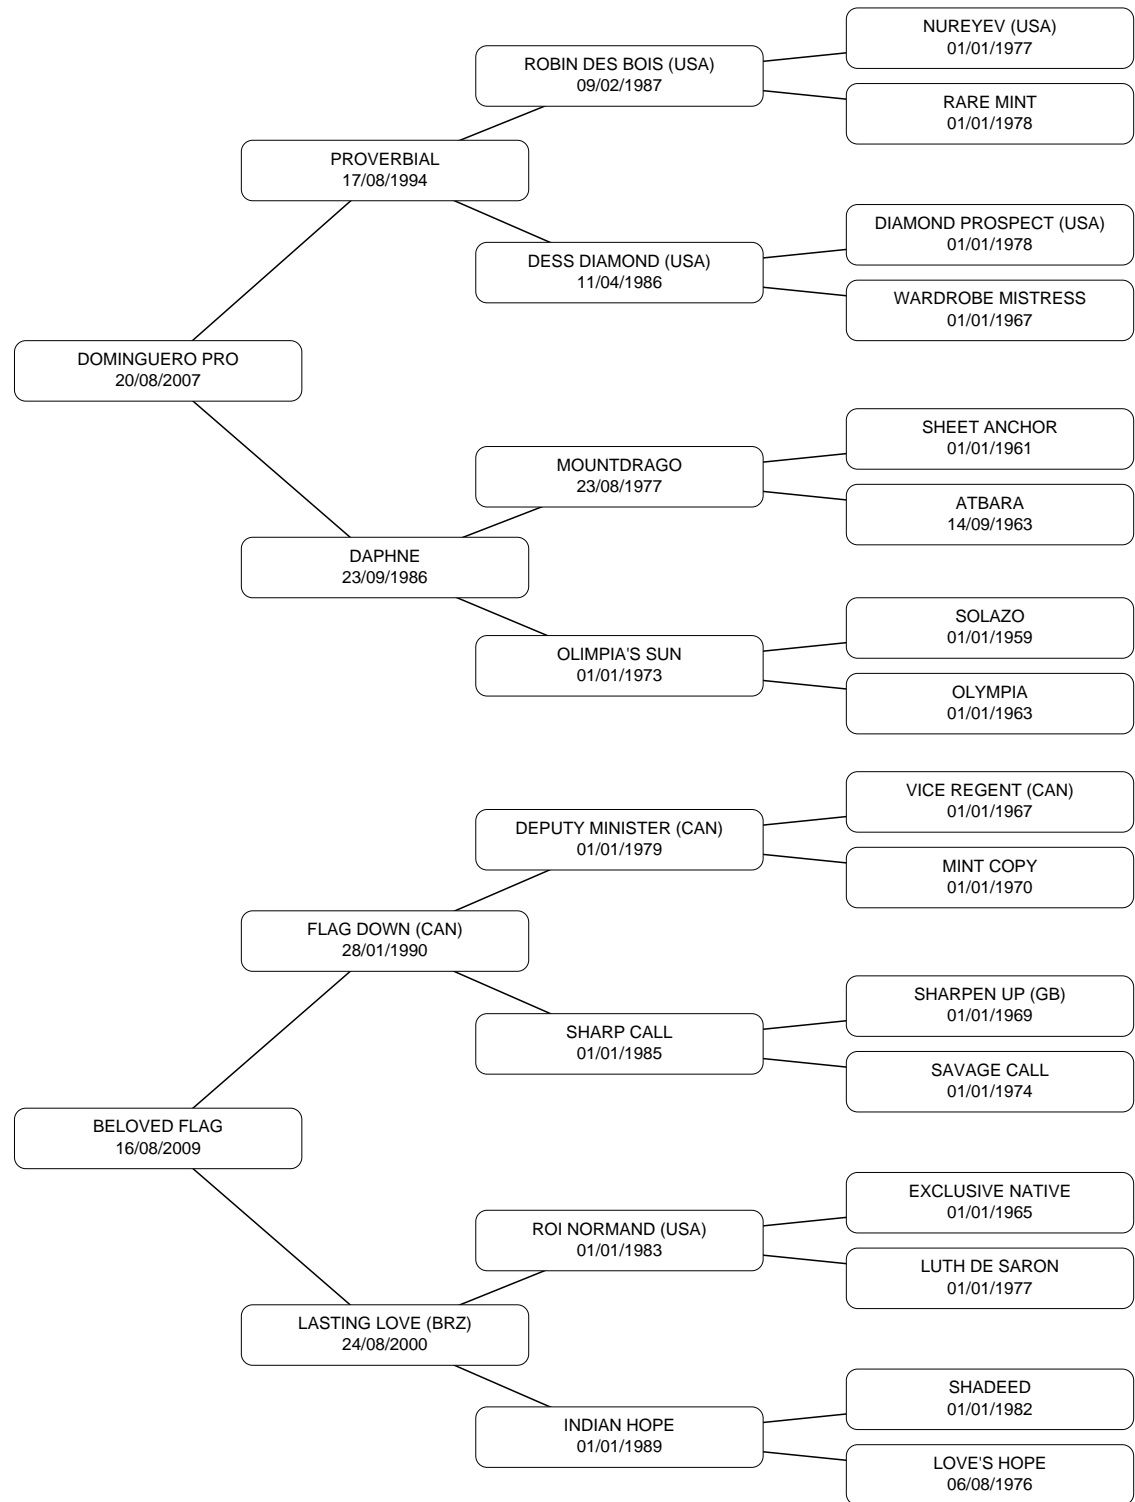 NUREYEV (USA)
01/01/1977
ROBIN DES BOIS (USA)
09/02/1987
RARE MINT
01/01/1978
PROVERBIAL
17/08/1994
DIAMOND PROSPECT (USA)
01/01/1978
DESS DIAMOND (USA)
11/04/1986
WARDROBE MISTRESS
01/01/1967
DOMINGUERO PRO
20/08/2007
SHEET ANCHOR
01/01/1961
MOUNTDRAGO
23/08/1977
ATBARA
14/09/1963
DAPHNE
23/09/1986
SOLAZO
01/01/1959
OLIMPIA'S SUN
01/01/1973
OLYMPIA
01/01/1963
VICE REGENT (CAN)
01/01/1967
DEPUTY MINISTER (CAN)
01/01/1979
MINT COPY
01/01/1970
FLAG DOWN (CAN)
28/01/1990
SHARPEN UP (GB)
01/01/1969
SHARP CALL
01/01/1985
SAVAGE CALL
01/01/1974
BELOVED FLAG
16/08/2009
EXCLUSIVE NATIVE
01/01/1965
ROI NORMAND (USA)
01/01/1983
LUTH DE SARON
01/01/1977
LASTING LOVE (BRZ)
24/08/2000
SHADEED
01/01/1982
INDIAN HOPE
01/01/1989
LOVE'S HOPE
06/08/1976